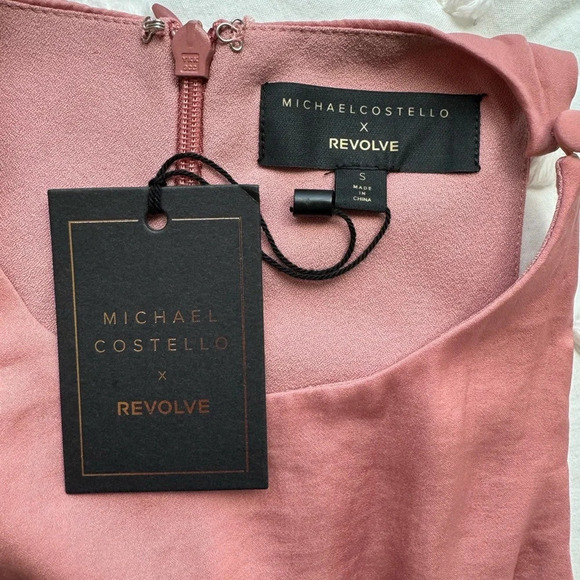 MICHAELCOSTELLO
X
REVOLVE
S
MADE
IN
CHINA
MICHAEL
COSTELLO
X
REVOLVE